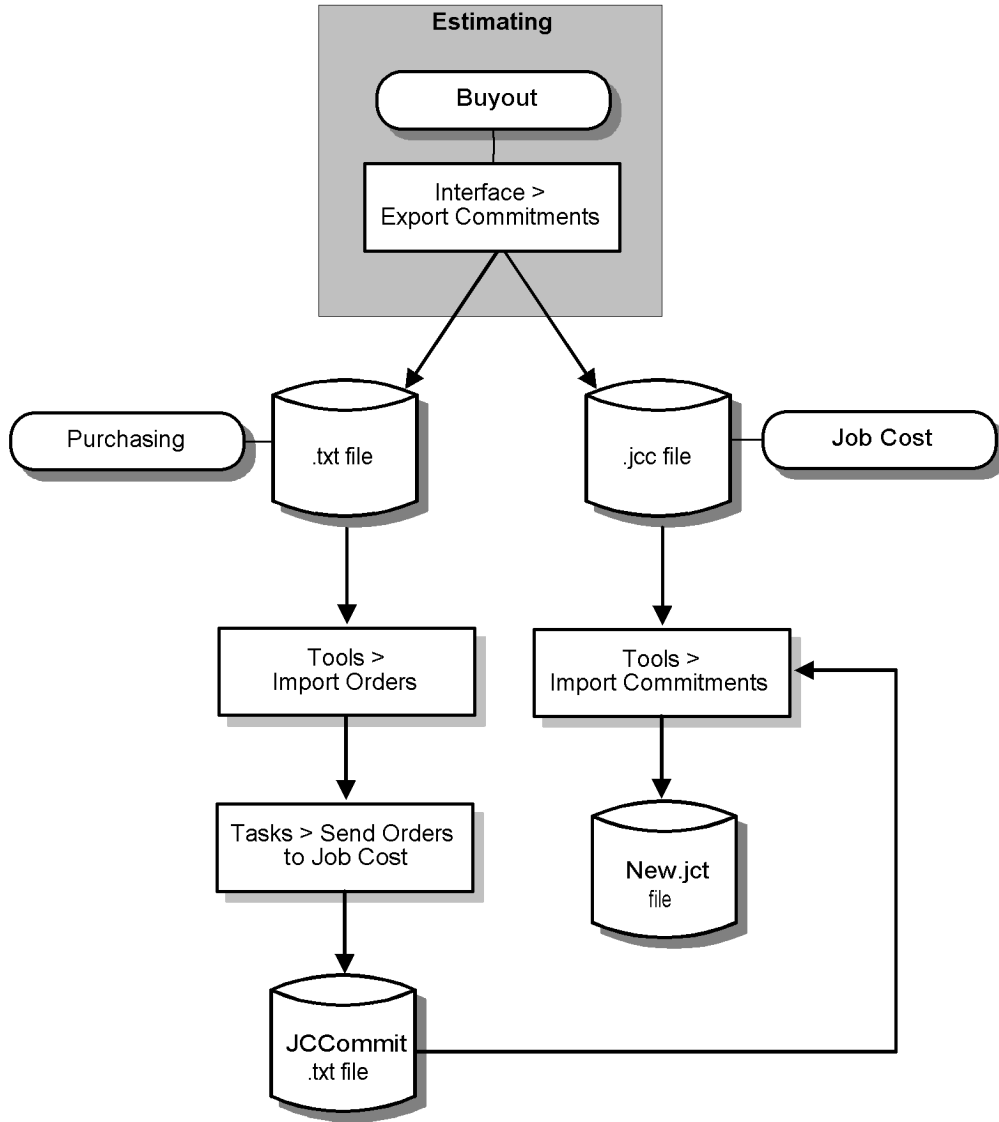 Estimating
Buyout
Interface >
Export Commitments
Purchasing
.txt file
.jcc file
Job Cost
Tools >
Import Orders
Tools >
Import Commitments
Tasks > Send Orders
to Job Cost
New.jct
file
JCCommit
.txt file